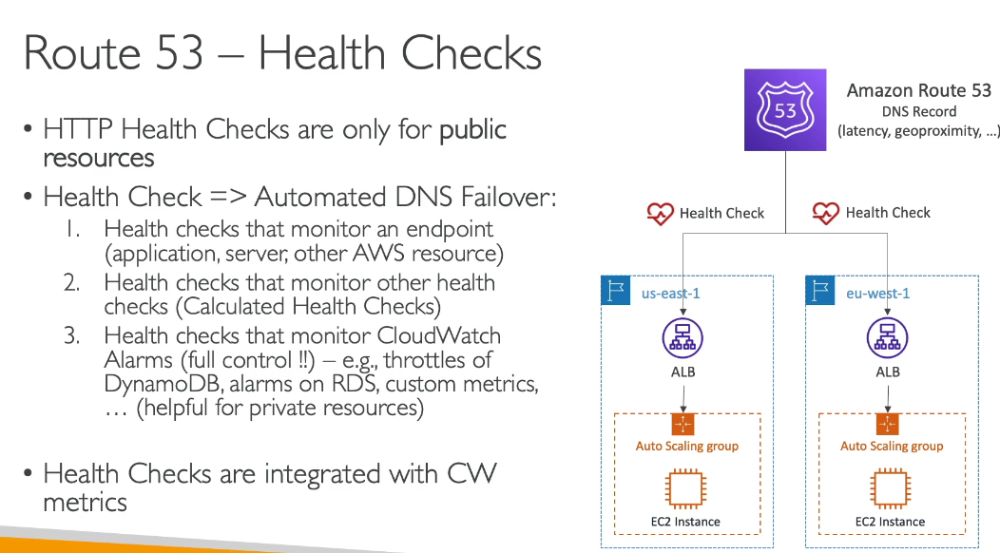 Route 53 – Health Checks
• HTTP Health Checks are only for public
resources
• Health Check => Automated DNS Failover:
1. Health checks that monitor an endpoint
(application, server, other AWS resource)
2. Health checks that monitor other health
checks (Calculated Health Checks)
3. Health checks that monitor CloudWatch
Alarms (full control !!) – e.g., throttles of
DynamoDB, alarms on RDS, custom metrics,
… (helpful for private resources)
• Health Checks are integrated with CW
metrics
53
Amazon Route 53
DNS Record
(latency, geoproximity, …)
Health Check
Health Check
us-east-1
eu-west-1
ALB
ALB
Auto Scaling group
Auto Scaling group
EC2 Instance
EC2 Instance